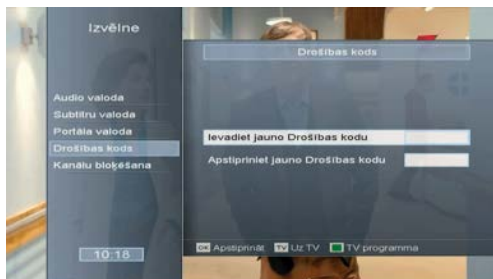 Izvēlne
Drošības kods
Audio valoda
Subtitru valoda
Portāla valoda
Drošības kods
Kanālu bloķēšana
Ievadiet jauno Drošības kodu
Apstipriniet jauno Drošības kodu
10:18
OK Apstiprināt TV Uz TV TV programma